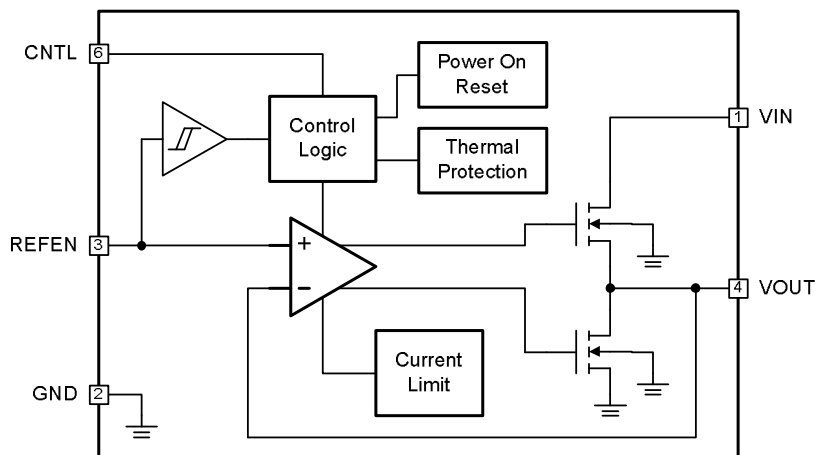 CNTL 6
Power On
Reset
1 VIN
Control
Logic
Thermal
Protection
REFEN 3
+
−
4 VOUT
Current
Limit
GND 2